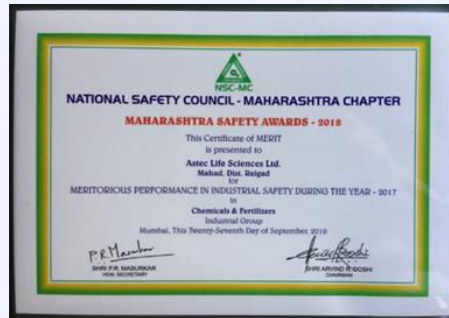 NSC-MC
NATIONAL SAFETY COUNCIL - MAHARASHTRA CHAPTER
MAHARASHTRA SAFETY AWARDS - 2018
This Certificate of MERIT
is presented to
Astec Life Sciences Ltd.
Mahad, Dist. Raigad
for
MERITORIOUS PERFORMANCE IN INDUSTRIAL SAFETY DURING THE YEAR - 2017
in
Chemicals & Fertilizers
Industrial Group
Mumbai, This Twenty-Seventh Day of September,
P.R. Masurkar
SHRI P.R. MASURKAR
HON. SECRETARY
SHRI ARVIND R. DOSHI
CHAIRMAN